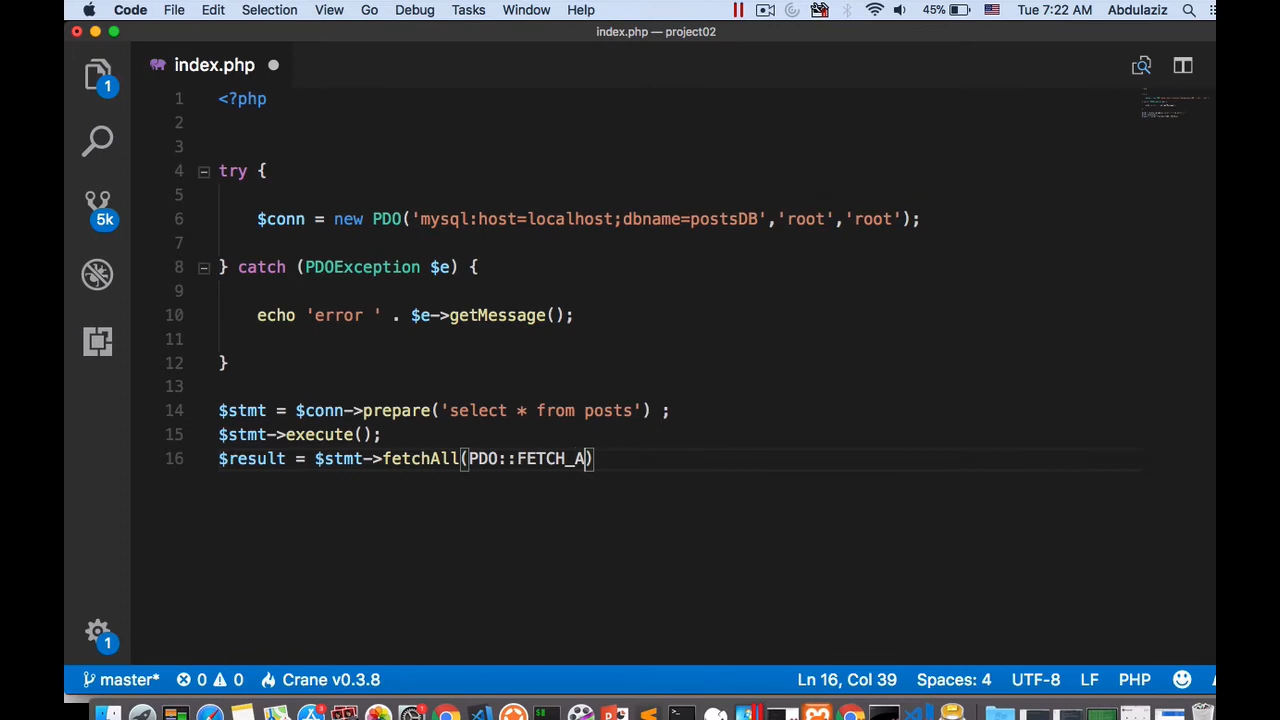 Code File Edit Selection View Go Debug Tasks Window Help 45% Tue 7:22 AM Abdulaziz
index.php — project02
1 index.php
1 <?php
2
3
4 try {
5
6 $conn = new PDO('mysql:host=localhost;dbname=postsDB','root','root');
7
8 } catch (PDOException $e) {
9
10 echo 'error ' . $e->getMessage();
11
12 }
13
14 $stmt = $conn->prepare('select * from posts') ;
15 $stmt->execute();
16 $result = $stmt->fetchAll(PDO::FETCH_A)
5k
1
master* 0 0 Crane v0.3.8 Ln 16, Col 39 Spaces: 4 UTF-8 LF PHP